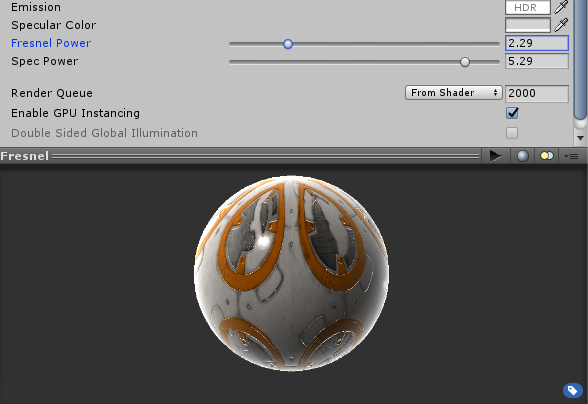 Emission HDR
Specular Color
Fresnel Power 2.29
Spec Power 5.29
Render Queue From Shader 2000
Enable GPU Instancing
Double Sided Global Illumination
Fresnel